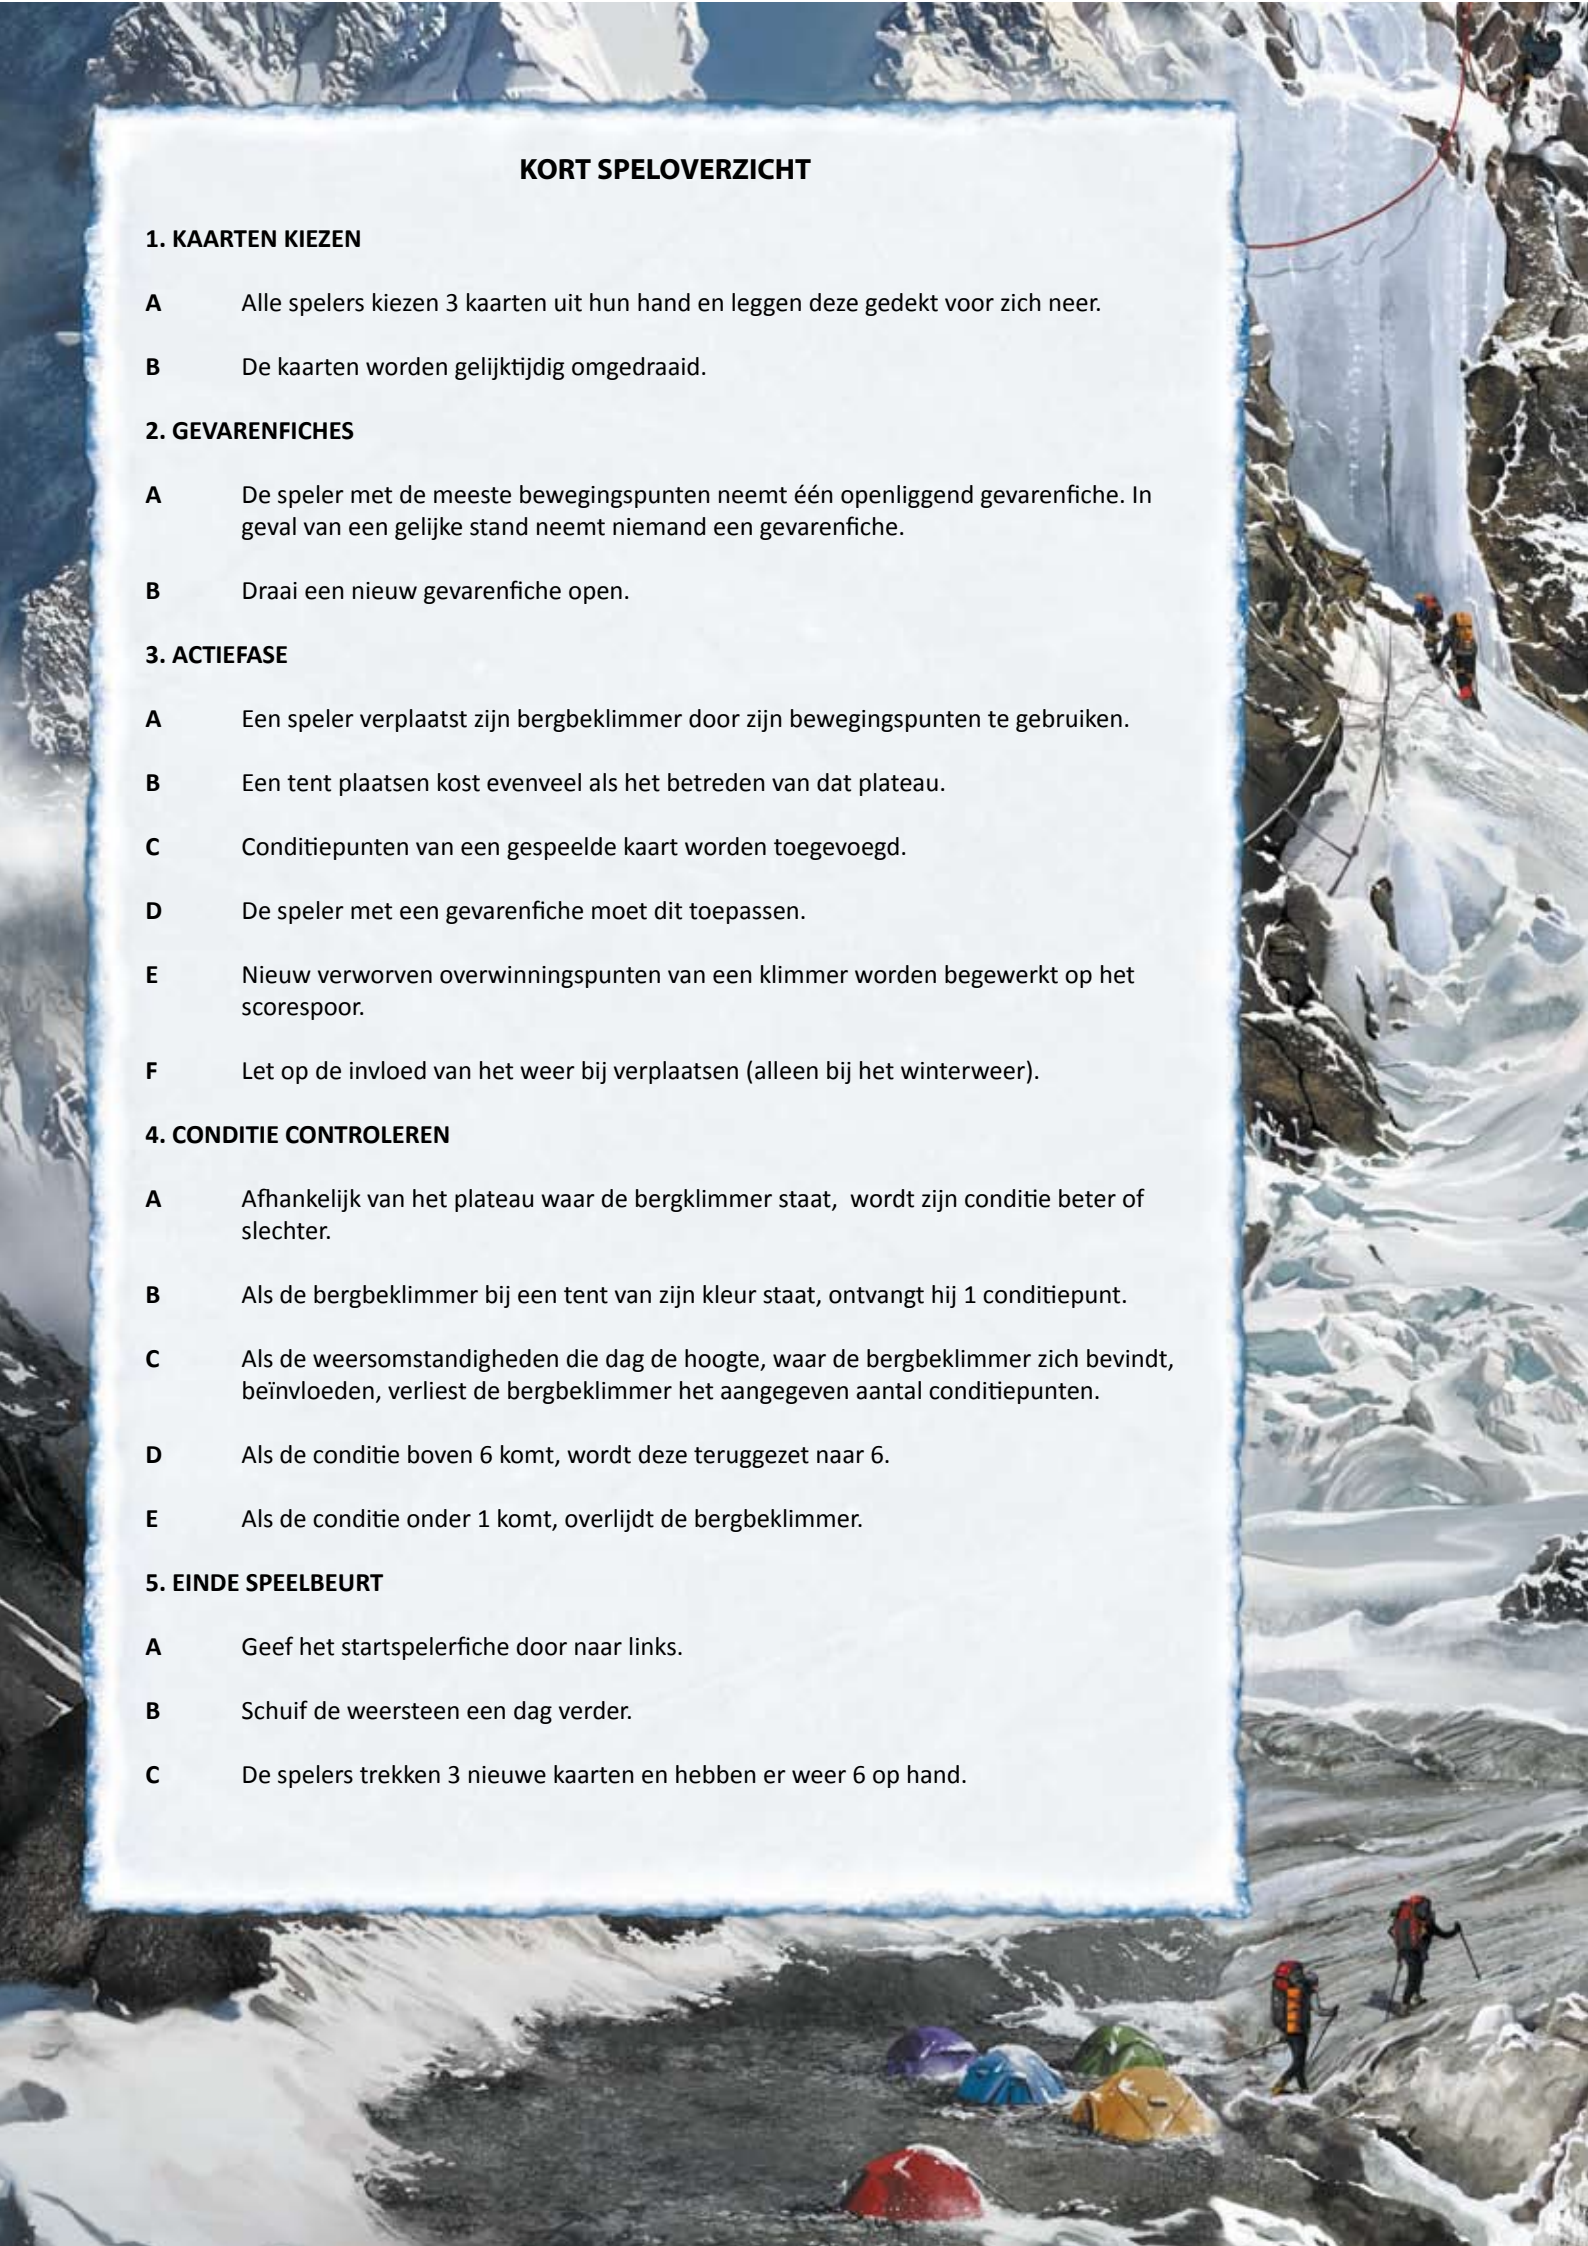 KORT SPELOVERZICHT
1. KAARTEN KIEZEN
A Alle spelers kiezen 3 kaarten uit hun hand en leggen deze gedekt voor zich neer.
B De kaarten worden gelijktijdig omgedraaid.
2. GEVARENFICHES
A De speler met de meeste bewegingspunten neemt één openliggend gevarenfiche. In
geval van een gelijke stand neemt niemand een gevarenfiche.
B Draai een nieuw gevarenfiche open.
3. ACTIEFASE
A Een speler verplaatst zijn bergbeklimmer door zijn bewegingspunten te gebruiken.
B Een tent plaatsen kost evenveel als het betreden van dat plateau.
C Conditiepunten van een gespeelde kaart worden toegevoegd.
D De speler met een gevarenfiche moet dit toepassen.
E Nieuw verworven overwinningspunten van een klimmer worden begewerkt op het
scorespoor.
F Let op de invloed van het weer bij verplaatsen (alleen bij het winterweer).
4. CONDITIE CONTROLEREN
A Afhankelijk van het plateau waar de bergklimmer staat, wordt zijn conditie beter of
slechter.
B Als de bergbeklimmer bij een tent van zijn kleur staat, ontvangt hij 1 conditiepunt.
C Als de weersomstandigheden die dag de hoogte, waar de bergbeklimmer zich bevindt,
beïnvloeden, verliest de bergbeklimmer het aangegeven aantal conditiepunten.
D Als de conditie boven 6 komt, wordt deze teruggezet naar 6.
E Als de conditie onder 1 komt, overlijdt de bergbeklimmer.
5. EINDE SPEELBEURT
A Geef het startspelerfiche door naar links.
B Schuif de weersteen een dag verder.
C De spelers trekken 3 nieuwe kaarten en hebben er weer 6 op hand.